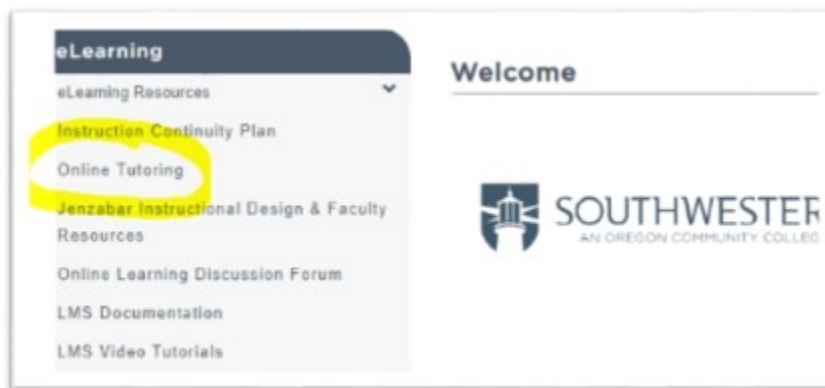 eLearning
eLearning Resources
Instruction Continuity Plan
Online Tutoring
Jenzabar Instructional Design & Faculty
Resources
Online Learning Discussion Forum
LMS Documentation
LMS Video Tutorials
Welcome
SOUTHWESTER
AN OREGON COMMUNITY COLLEG